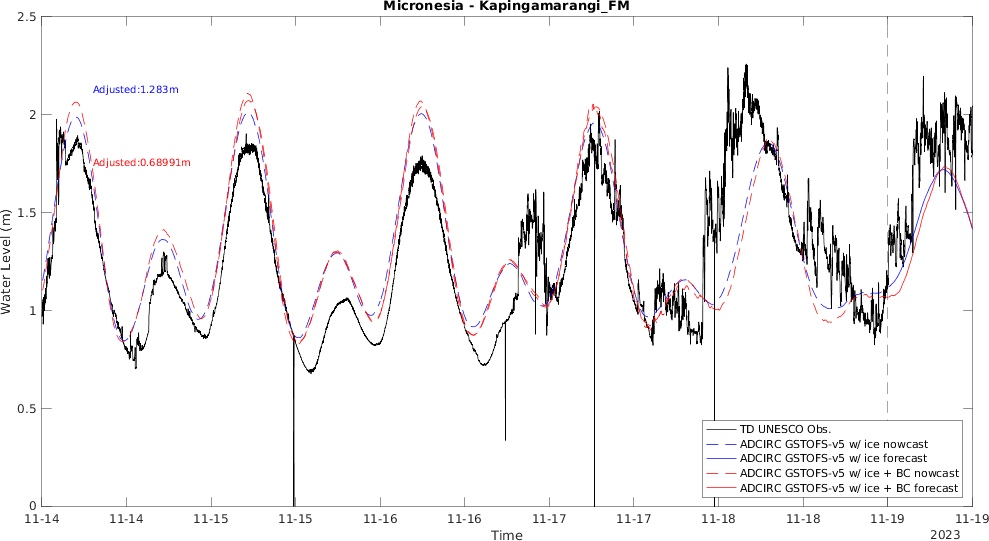 Micronesia - Kapingamarangi_FM
2.5
Adjusted:1.283m
2
Adjusted:0.68991m
1.5
Water Level (m)
1
0.5
TD UNESCO Obs.
ADCIRC GSTOFS-v5 w/ ice nowcast
ADCIRC GSTOFS-v5 w/ ice forecast
ADCIRC GSTOFS-v5 w/ ice + BC nowcast
ADCIRC GSTOFS-v5 w/ ice + BC forecast
0
11-14 11-14 11-15 11-15 11-16 11-16 11-17 11-17 11-18 11-18 11-19 11-19
Time
2023